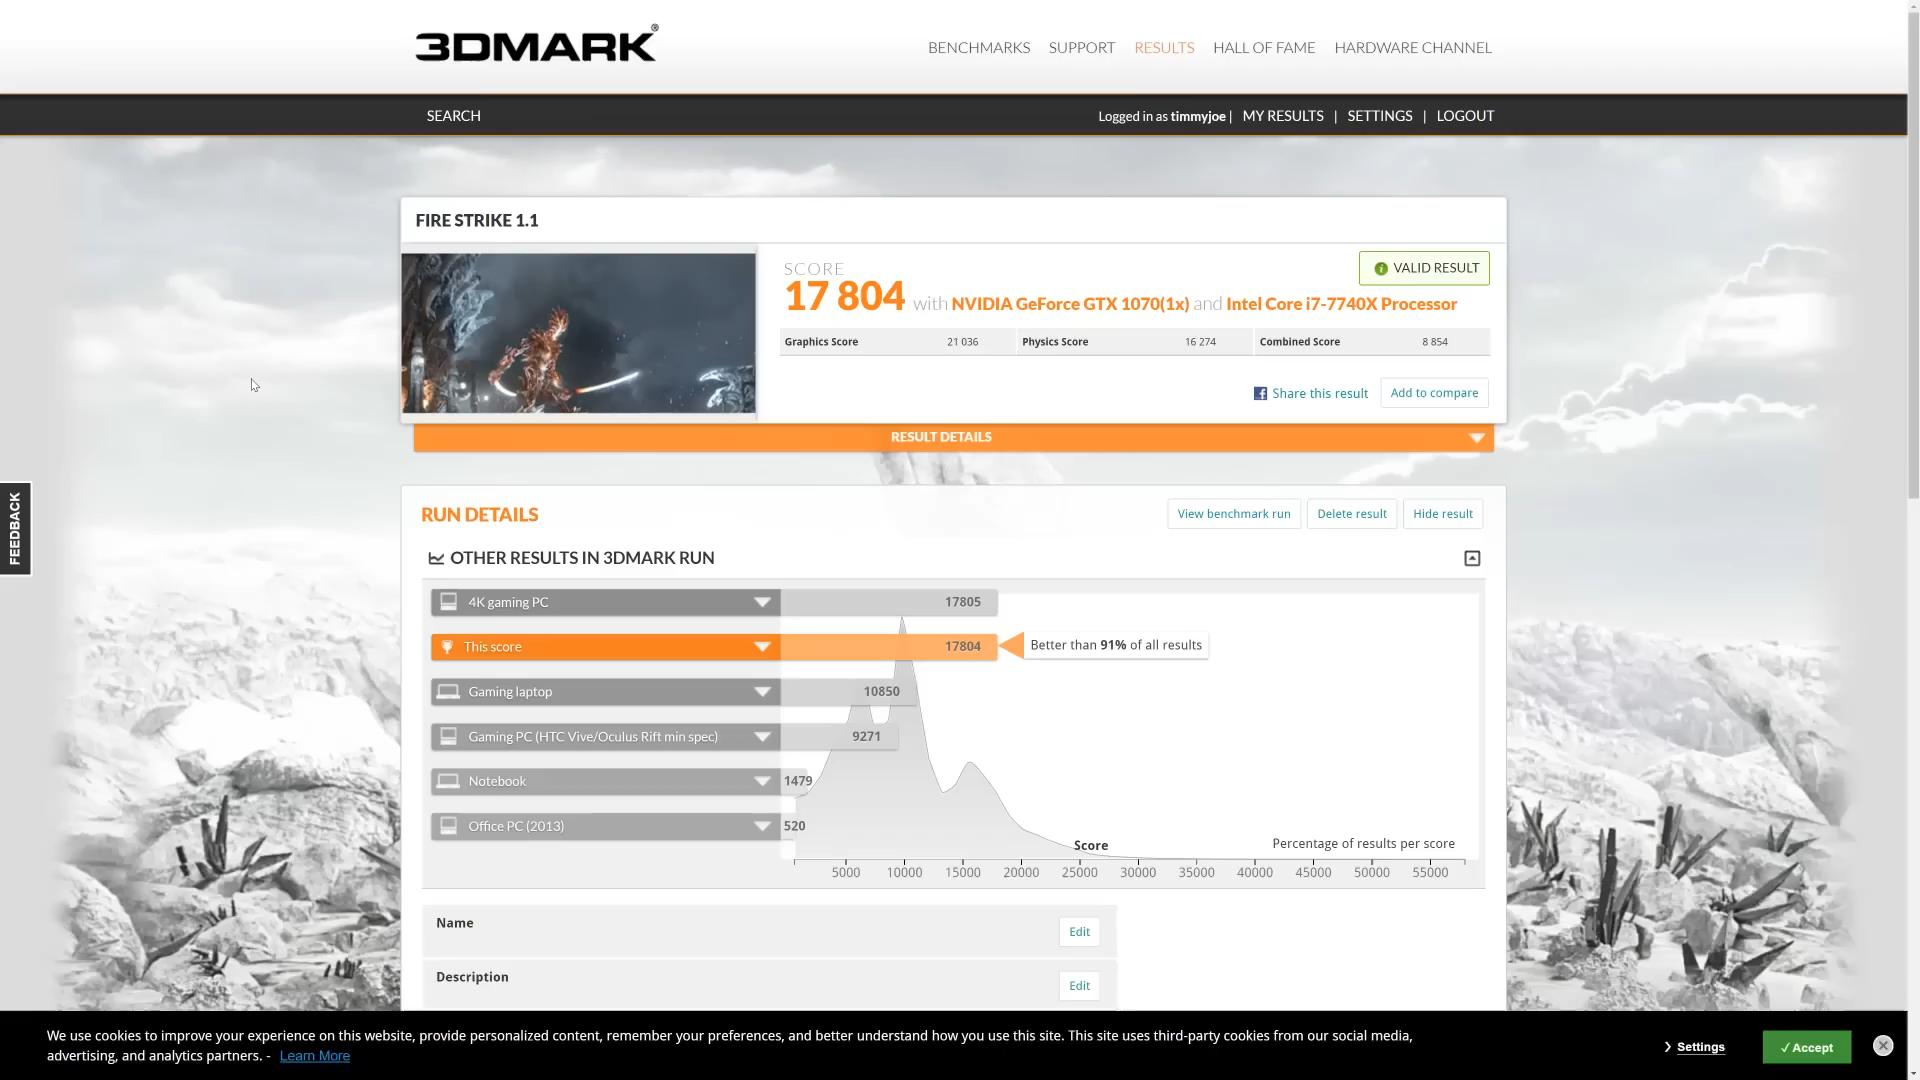 3DMARK®
BENCHMARKS SUPPORT RESULTS HALL OF FAME HARDWARE CHANNEL
SEARCH
Logged in as timmyjoe | MY RESULTS | SETTINGS | LOGOUT
FIRE STRIKE 1.1
SCORE
VALID RESULT
17 804 with NVIDIA GeForce GTX 1070(1x) and Intel Core i7-7740X Processor
Graphics Score 21 036 Physics Score 16 274 Combined Score 8 854
Share this result Add to compare
RESULT DETAILS
FEEDBACK
RUN DETAILS
View benchmark run Delete result Hide result
OTHER RESULTS IN 3DMARK RUN
4K gaming PC 17805
This score 17804 Better than 91% of all results
Gaming laptop 10850
Gaming PC (HTC Vive/Oculus Rift min spec) 9271
Notebook 1479
Office PC (2013) 520
Score Percentage of results per score
5000 10000 15000 20000 25000 30000 35000 40000 45000 50000 55000
Name Edit
Description Edit
We use cookies to improve your experience on this website, provide personalized content, remember your preferences, and better understand how you use this site. This site uses third-party cookies from our social media,
advertising, and analytics partners. - Learn More
Settings ✓ Accept